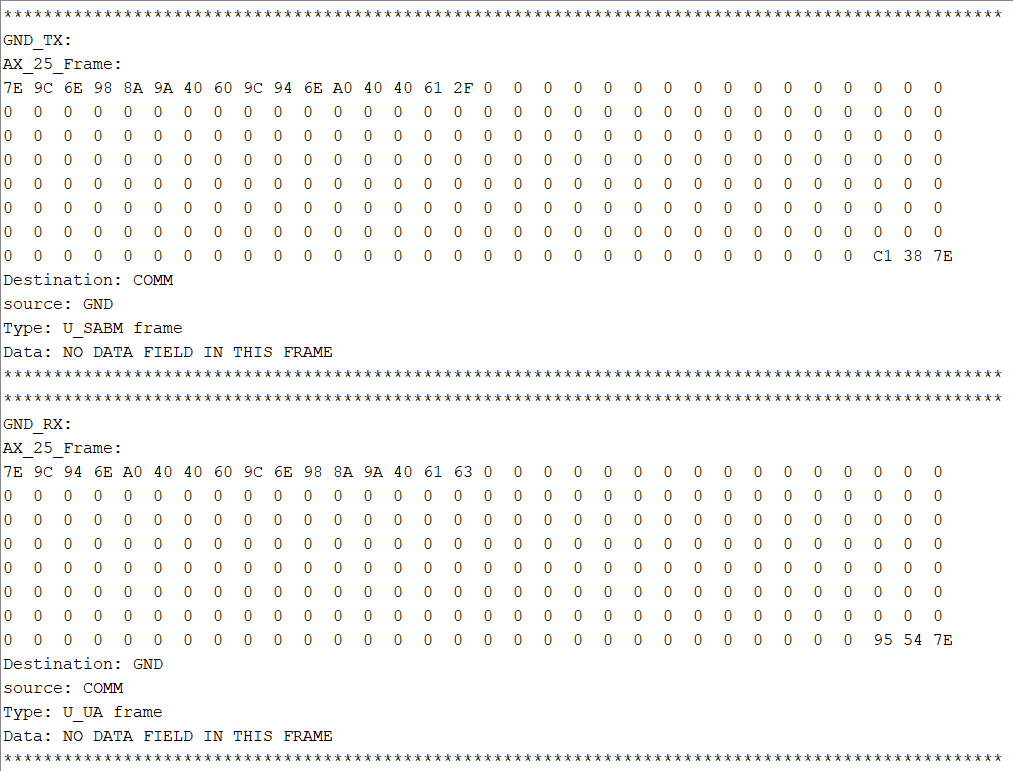 ****************************************************************************************************
GND_TX:
AX_25_Frame:
7E 9C 6E 98 8A 9A 40 60 9C 94 6E A0 40 40 61 2F 0  0  0  0  0  0  0  0  0  0  0  0  0  0  0  0
0  0  0  0  0  0  0  0  0  0  0  0  0  0  0  0  0  0  0  0  0  0  0  0  0  0  0  0  0  0  0  0
0  0  0  0  0  0  0  0  0  0  0  0  0  0  0  0  0  0  0  0  0  0  0  0  0  0  0  0  0  0  0  0
0  0  0  0  0  0  0  0  0  0  0  0  0  0  0  0  0  0  0  0  0  0  0  0  0  0  0  0  0  0  0  0
0  0  0  0  0  0  0  0  0  0  0  0  0  0  0  0  0  0  0  0  0  0  0  0  0  0  0  0  0  0  0  0
0  0  0  0  0  0  0  0  0  0  0  0  0  0  0  0  0  0  0  0  0  0  0  0  0  0  0  0  0  0  0  0
0  0  0  0  0  0  0  0  0  0  0  0  0  0  0  0  0  0  0  0  0  0  0  0  0  0  0  0  0  0  0  0
0  0  0  0  0  0  0  0  0  0  0  0  0  0  0  0  0  0  0  0  0  0  0  0  0  0  0  0  0  C1 38 7E
Destination: COMM
source: GND
Type: U_SABM frame
Data: NO DATA FIELD IN THIS FRAME
****************************************************************************************************
****************************************************************************************************
GND_RX:
AX_25_Frame:
7E 9C 94 6E A0 40 40 60 9C 6E 98 8A 9A 40 61 63 0  0  0  0  0  0  0  0  0  0  0  0  0  0  0  0
0  0  0  0  0  0  0  0  0  0  0  0  0  0  0  0  0  0  0  0  0  0  0  0  0  0  0  0  0  0  0  0
0  0  0  0  0  0  0  0  0  0  0  0  0  0  0  0  0  0  0  0  0  0  0  0  0  0  0  0  0  0  0  0
0  0  0  0  0  0  0  0  0  0  0  0  0  0  0  0  0  0  0  0  0  0  0  0  0  0  0  0  0  0  0  0
0  0  0  0  0  0  0  0  0  0  0  0  0  0  0  0  0  0  0  0  0  0  0  0  0  0  0  0  0  0  0  0
0  0  0  0  0  0  0  0  0  0  0  0  0  0  0  0  0  0  0  0  0  0  0  0  0  0  0  0  0  0  0  0
0  0  0  0  0  0  0  0  0  0  0  0  0  0  0  0  0  0  0  0  0  0  0  0  0  0  0  0  0  0  0  0
0  0  0  0  0  0  0  0  0  0  0  0  0  0  0  0  0  0  0  0  0  0  0  0  0  0  0  0  0  95 54 7E
Destination: GND
source: COMM
Type: U_UA frame
Data: NO DATA FIELD IN THIS FRAME
****************************************************************************************************